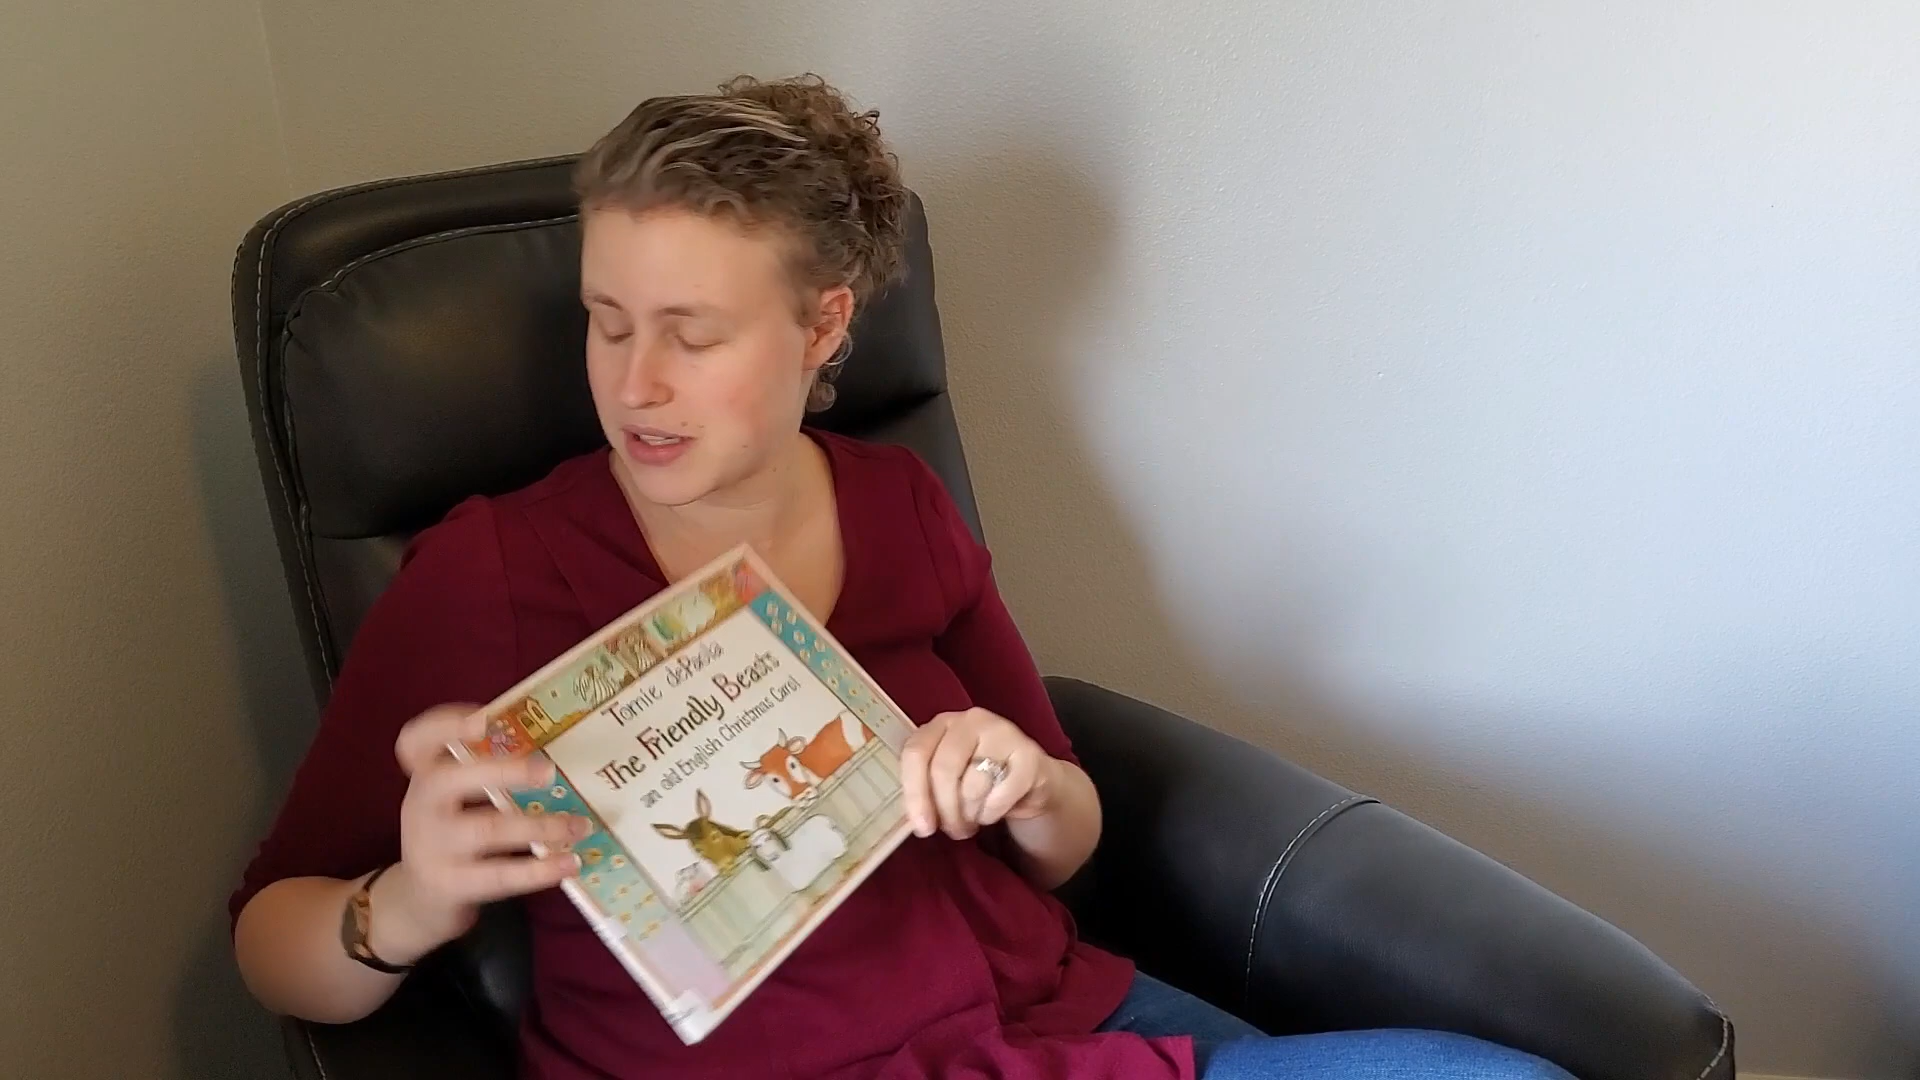 Tomie dePaola
The Friendly Beasts
an old English Christmas Carol